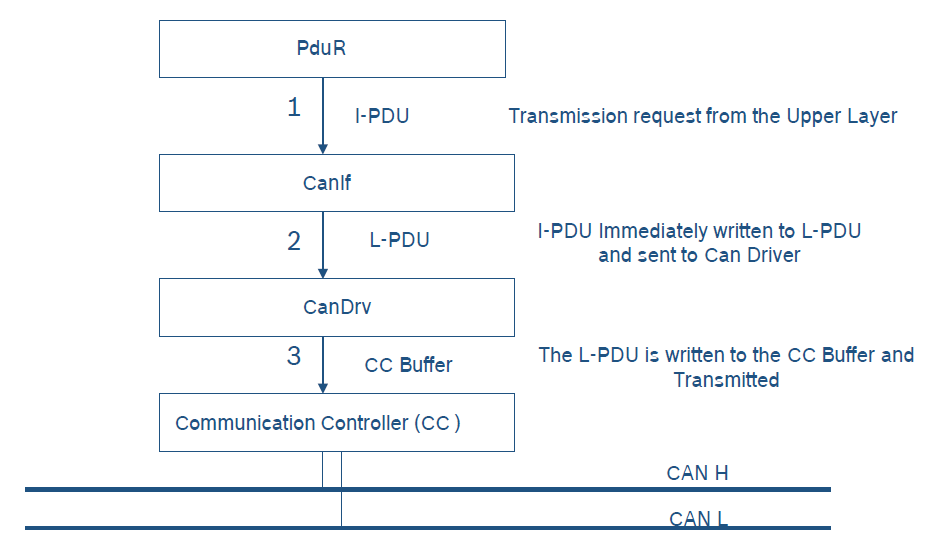 PduR
1
I-PDU
Transmission request from the Upper Layer
CanIf
2
L-PDU
I-PDU Immediately written to L-PDU
and sent to Can Driver
CanDrv
3
CC Buffer
The L-PDU is written to the CC Buffer and
Transmitted
Communication Controller (CC )
CAN H
CAN L